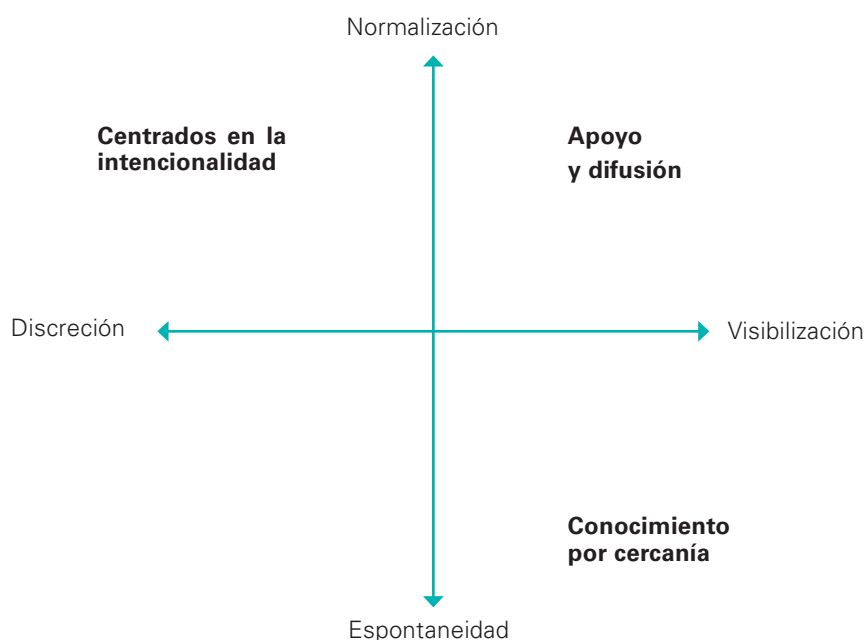 Normalización
Centrados en la
intencionalidad
Apoyo
y difusión
Discreción
Visibilización
Conocimiento
por cercanía
Espontaneidad